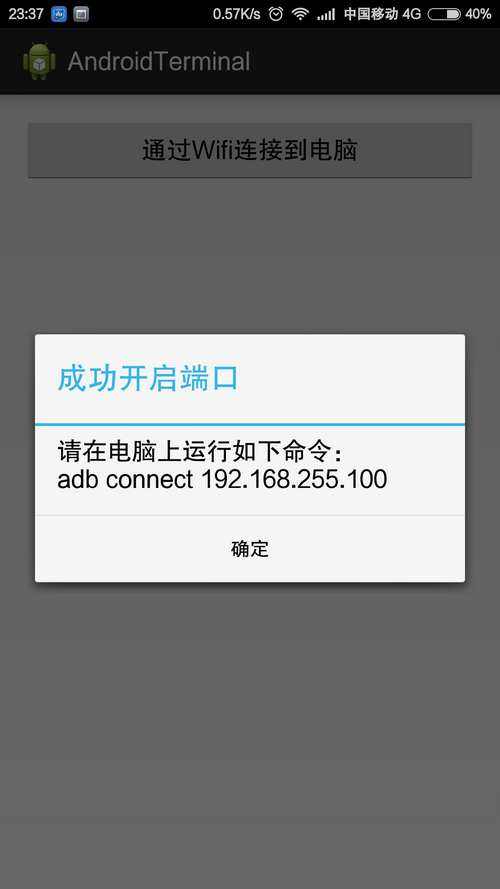 23:37 0.57K/s 中国移动 4G 40%
AndroidTerminal
通过Wifi连接到电脑
成功开启端口
请在电脑上运行如下命令：
adb connect 192.168.255.100
确定